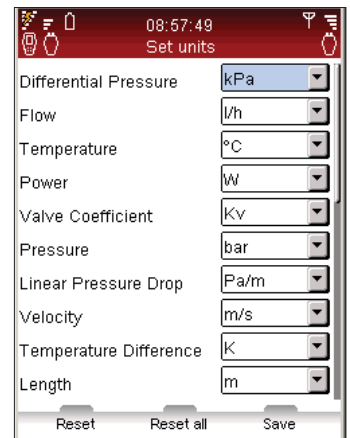 08:57:49
Set units
Differential Pressure kPa
Flow l/h
Temperature °C
Power W
Valve Coefficient Kv
Pressure bar
Linear Pressure Drop Pa/m
Velocity m/s
Temperature Difference K
Length m
Reset Reset all Save